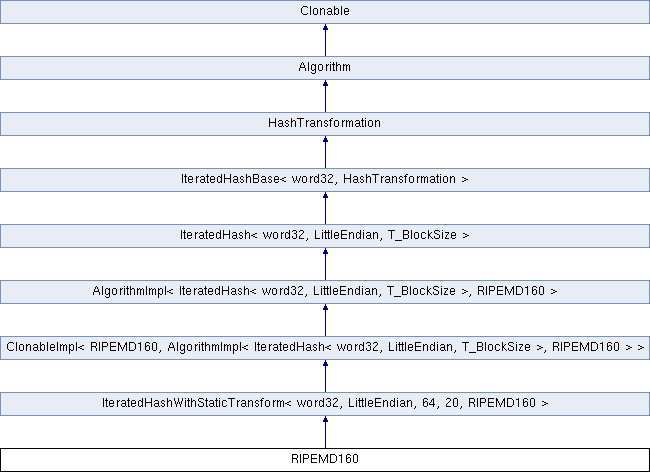 Clonable
Algorithm
HashTransformation
IteratedHashBase< word32, HashTransformation >
IteratedHash< word32, LittleEndian, T_BlockSize >
AlgorithmImpl< IteratedHash< word32, LittleEndian, T_BlockSize >, RIPEMD160 >
ClonableImpl< RIPEMD160, AlgorithmImpl< IteratedHash< word32, LittleEndian, T_BlockSize >, RIPEMD160 > >
IteratedHashWithStaticTransform< word32, LittleEndian, 64, 20, RIPEMD160 >
RIPEMD160